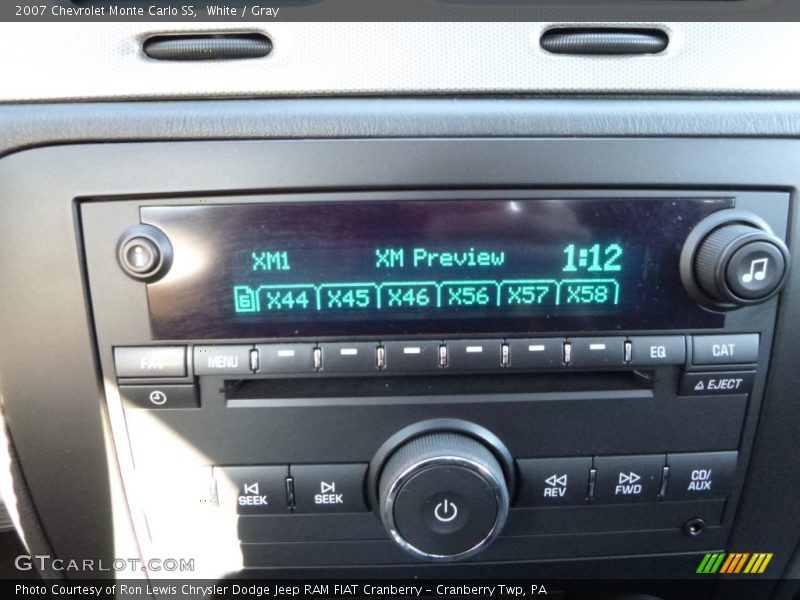 2007 Chevrolet Monte Carlo SS, White / Gray
XM1 XM Preview 1:12
6 X44 X45 X46 X56 X57 X58
FAV MENU EQ CAT
EJECT
SEEK SEEK REV FWD CD/
AUX
GTCARLOT.COM
Photo Courtesy of Ron Lewis Chrysler Dodge Jeep RAM FIAT Cranberry – Cranberry Twp, PA